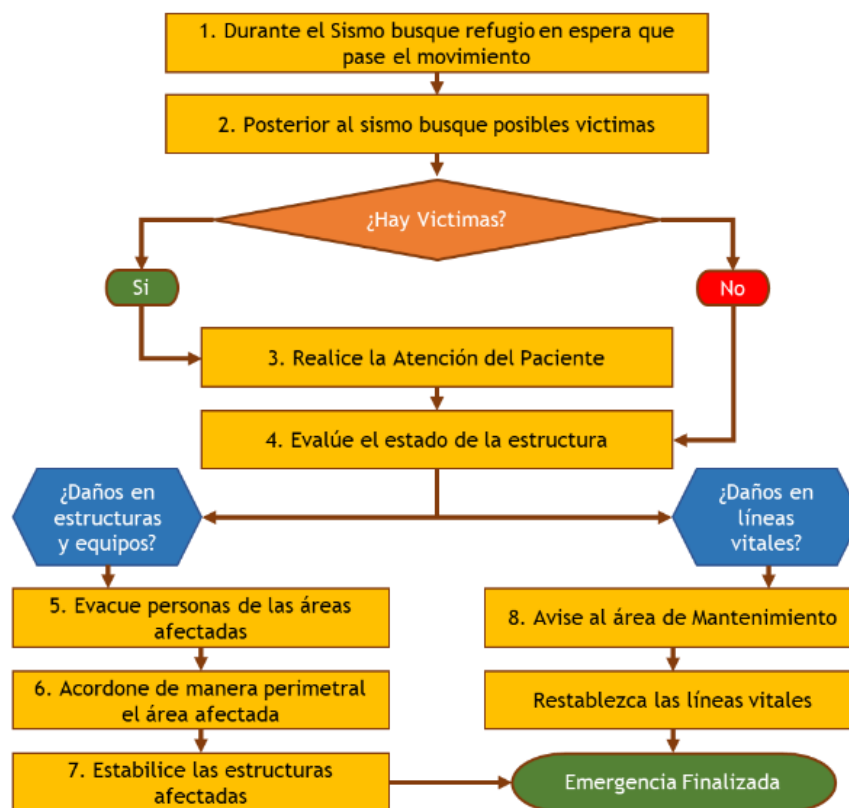 1. Durante el Sismo busque refugio en espera que
pase el movimiento
2. Posterior al sismo busque posibles victimas
¿Hay Victimas?
Si
No
3. Realice la Atención del Paciente
4. Evalúe el estado de la estructura
¿Daños en
estructuras
y equipos?
¿Daños en
líneas
vitales?
5. Evacue personas de las áreas
afectadas
8. Avise al área de Mantenimiento
6. Acordone de manera perimetral
el área afectada
Restablezca las líneas vitales
7. Estabilice las estructuras
afectadas
Emergencia Finalizada